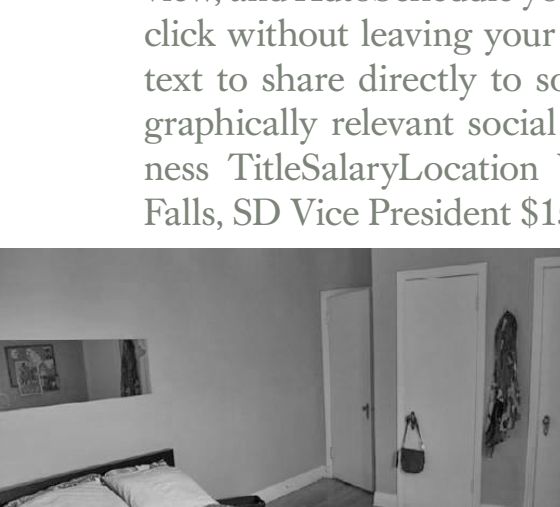 view, and AutoSchedule
click without leaving your
text to share directly to
graphically relevant social
ness TitleSalaryLocation
Falls, SD Vice President